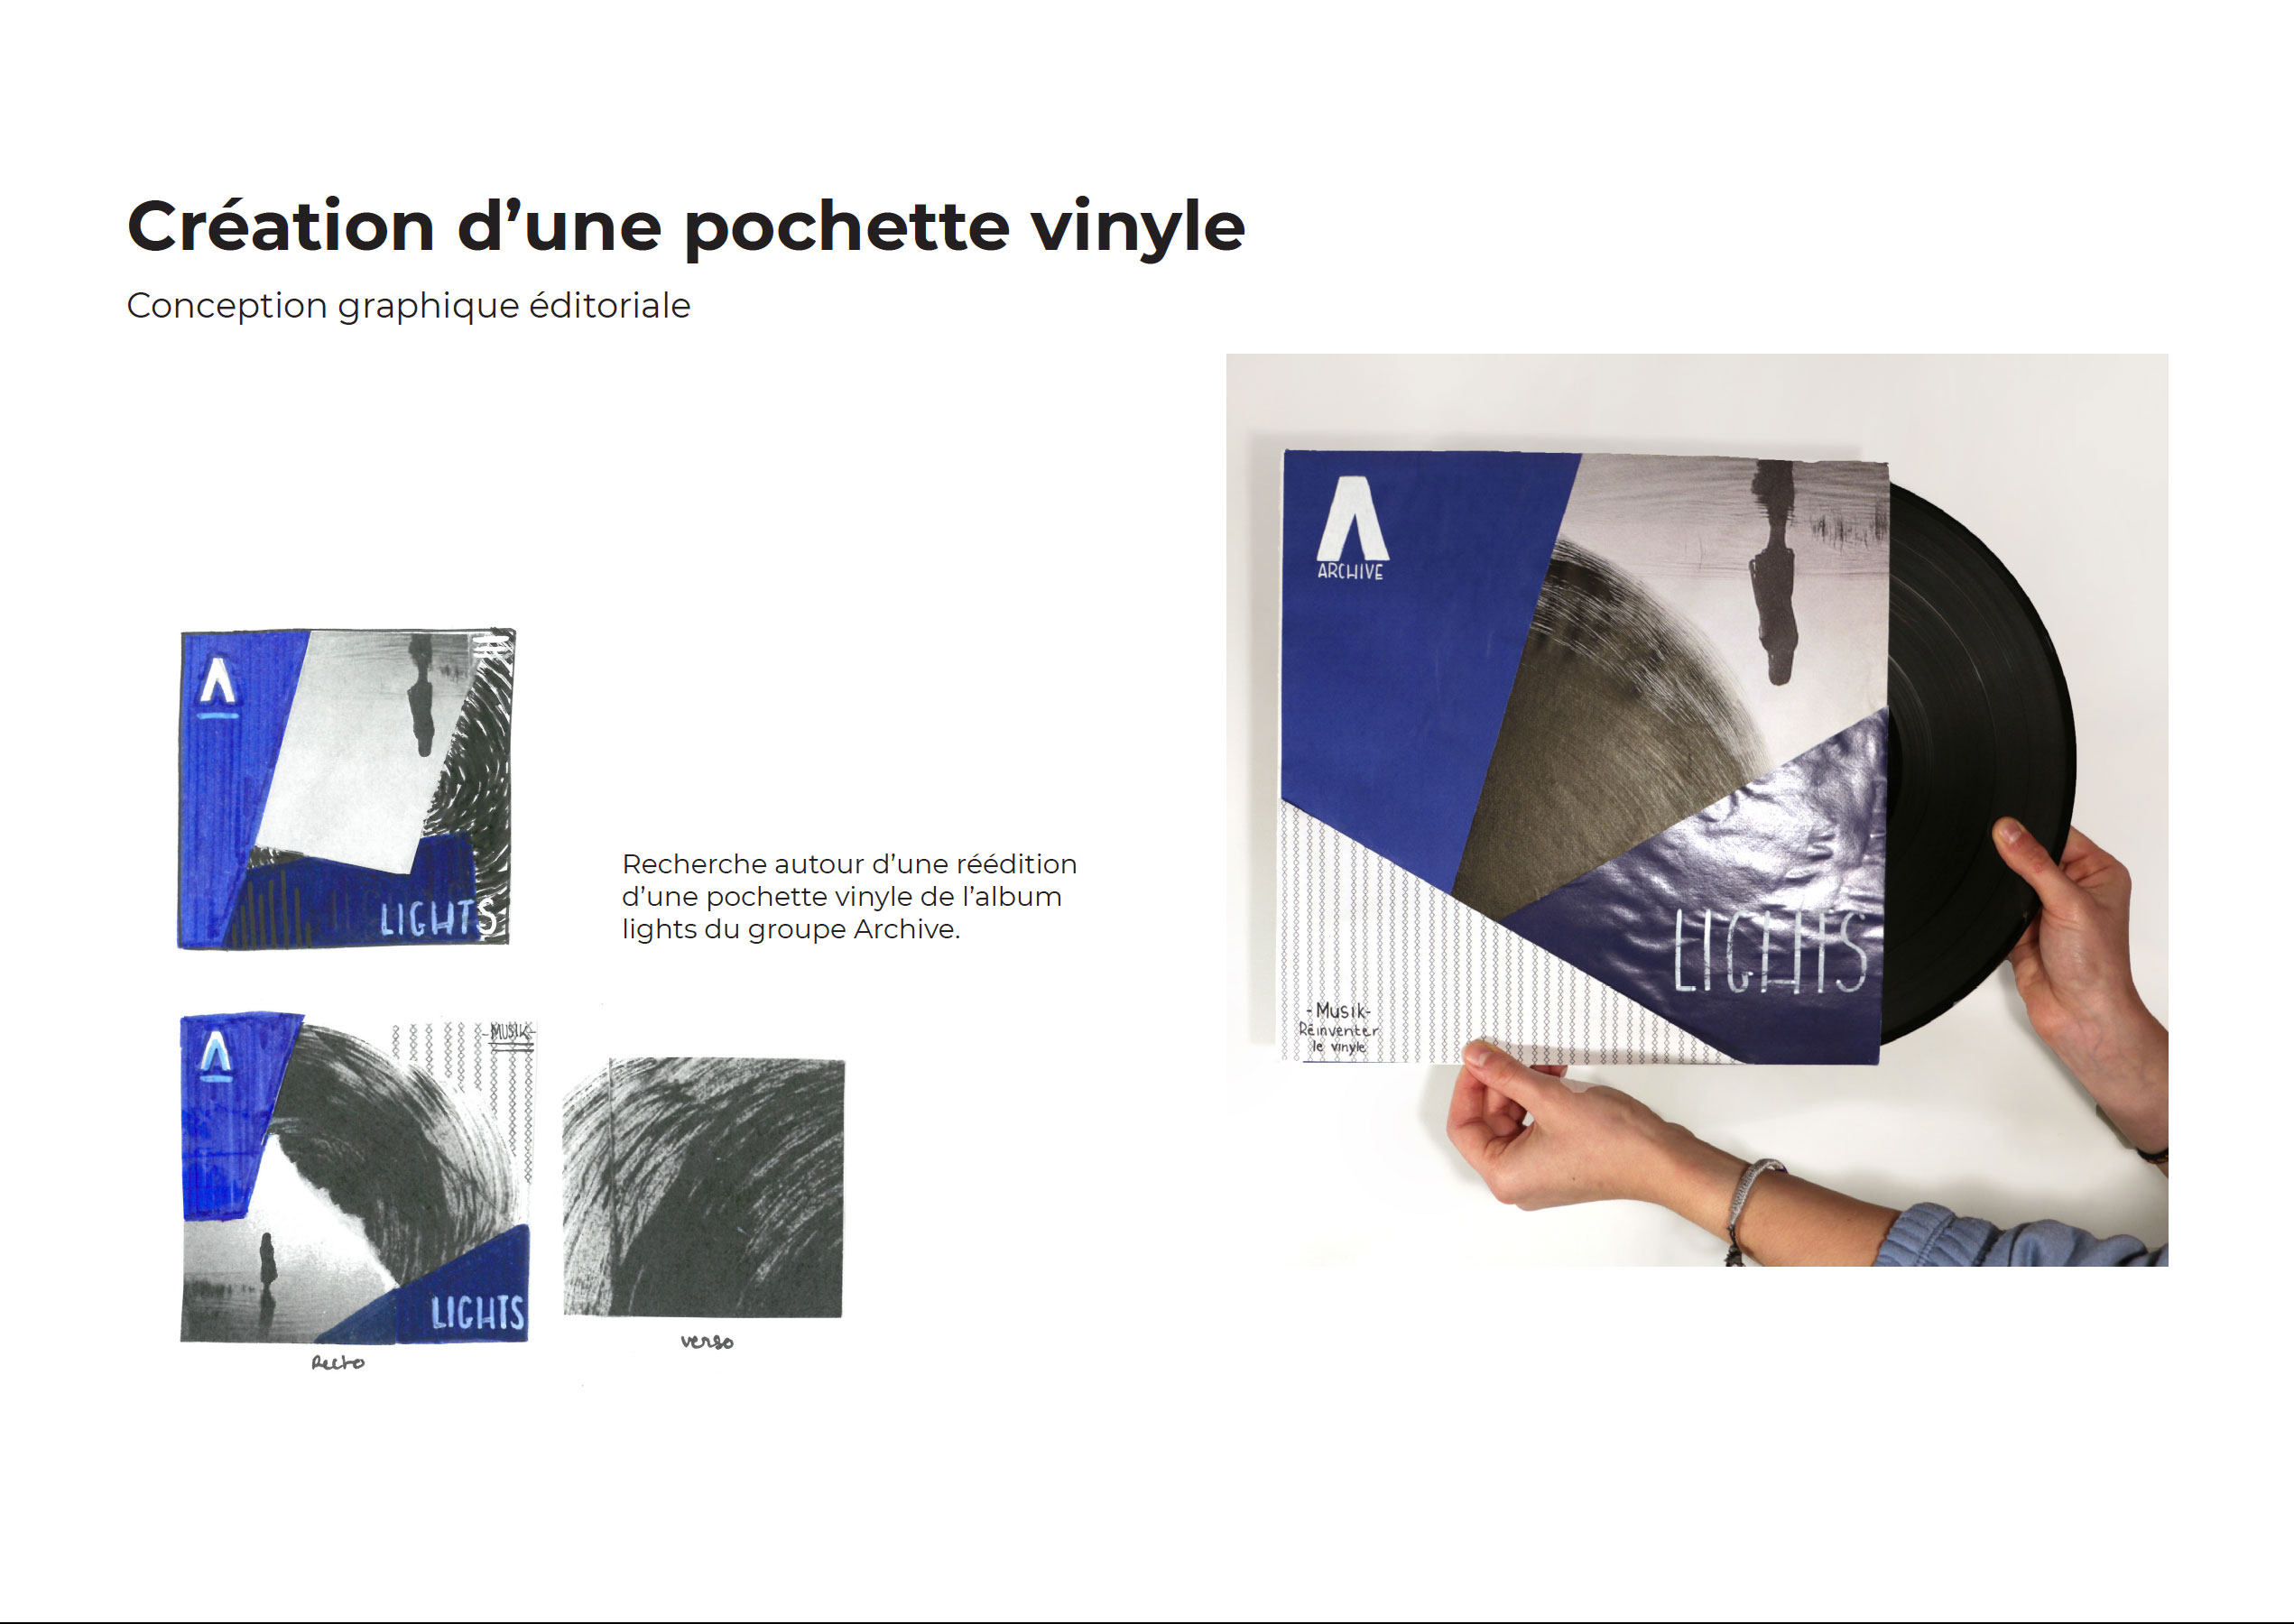 Création d’une pochette vinyle
Conception graphique éditoriale
Λ
LIGHTS
Recherche autour d’une réédition
d’une pochette vinyle de l’album
lights du groupe Archive.
Λ
-MUSIK-
LIGHTS
Recto
verso
Λ
ARCHIVE
LIGHTS
-Musik-
Réinventer
le vinyle